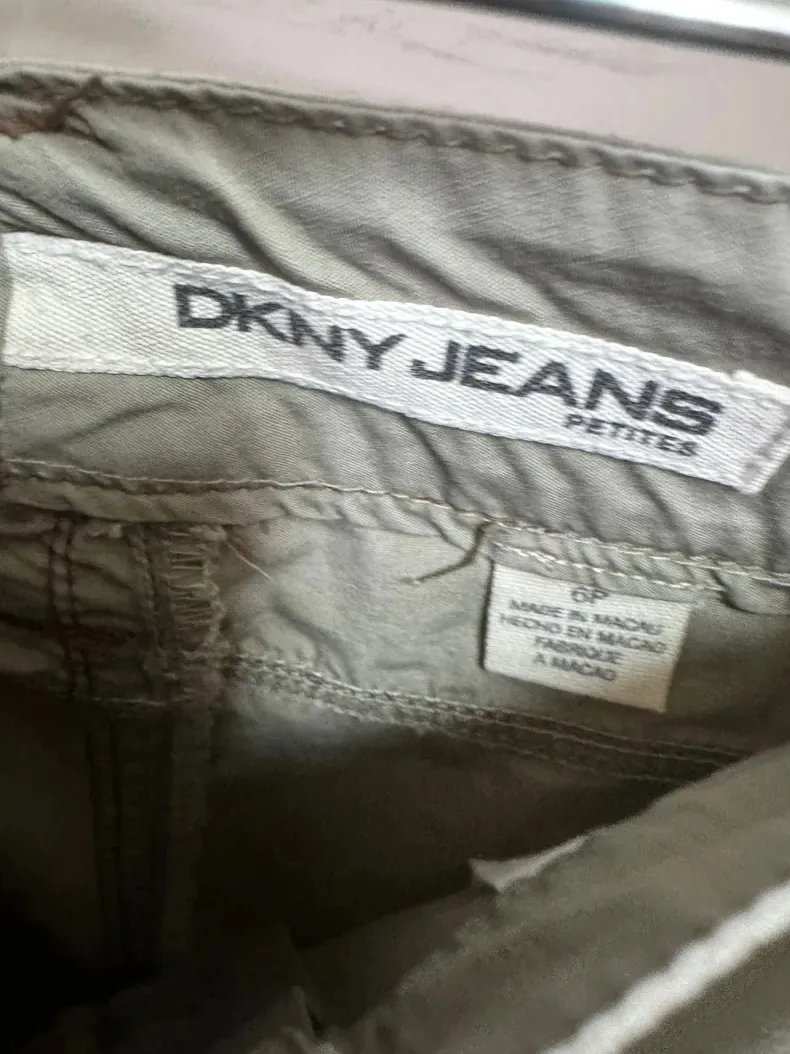 DKNY JEANS
PETITES
6P
MADE IN MACAU
HECHO EN MACAO
FABRIQUE
A MACAO